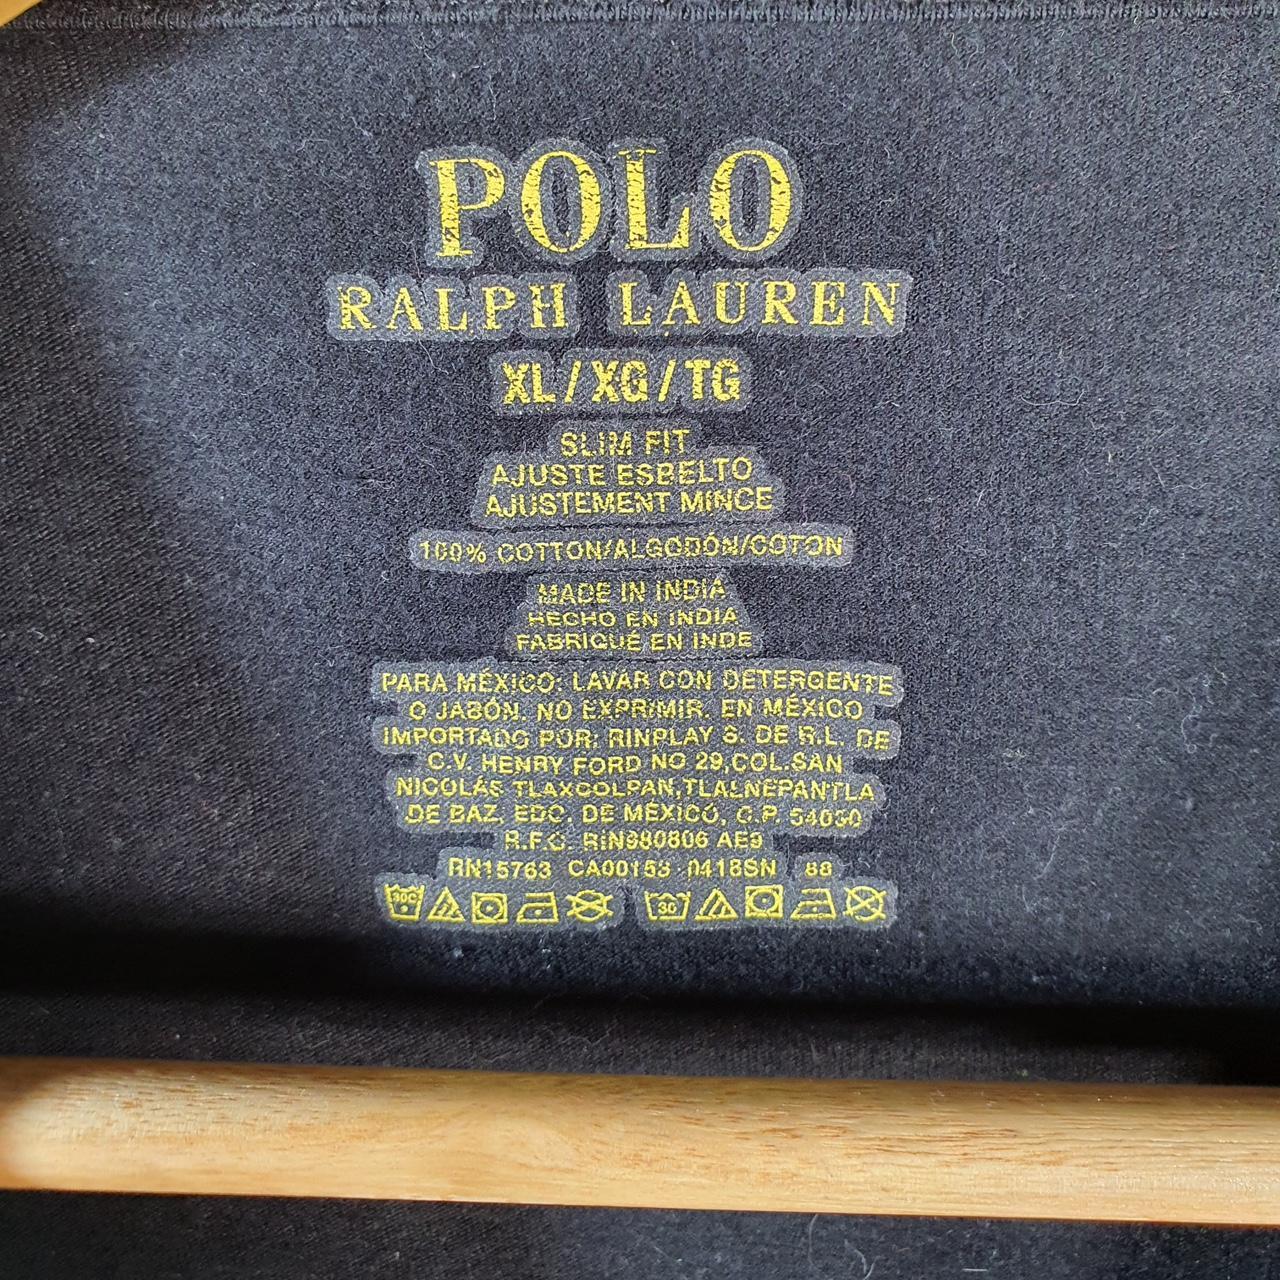 POLO
RALPH LAUREN
XL/XG/TG
SLIM FIT
AJUSTE ESBELTO
AJUSTEMENT MINCE
100% COTTON/ALGODÓN/COTON
MADE IN INDIA
HECHO EN INDIA
FABRIQUÉ EN INDE
PARA MÉXICO: LAVAR CON DETERGENTE
O JABÓN. NO EXPRIMIR. EN MÉXICO
IMPORTADO POR: RINPLAY S. DE R.L. DE
C.V. HENRY FORD NO 29,COL.SAN
NICOLÁS TLAXCOLPAN,TLALNEPANTLA
DE BAZ, EDO. DE MÉXICO, C.P. 54030
R.F.C. RIN980806 AE9
RN15763 CA00153 0418SN 88
30C 30